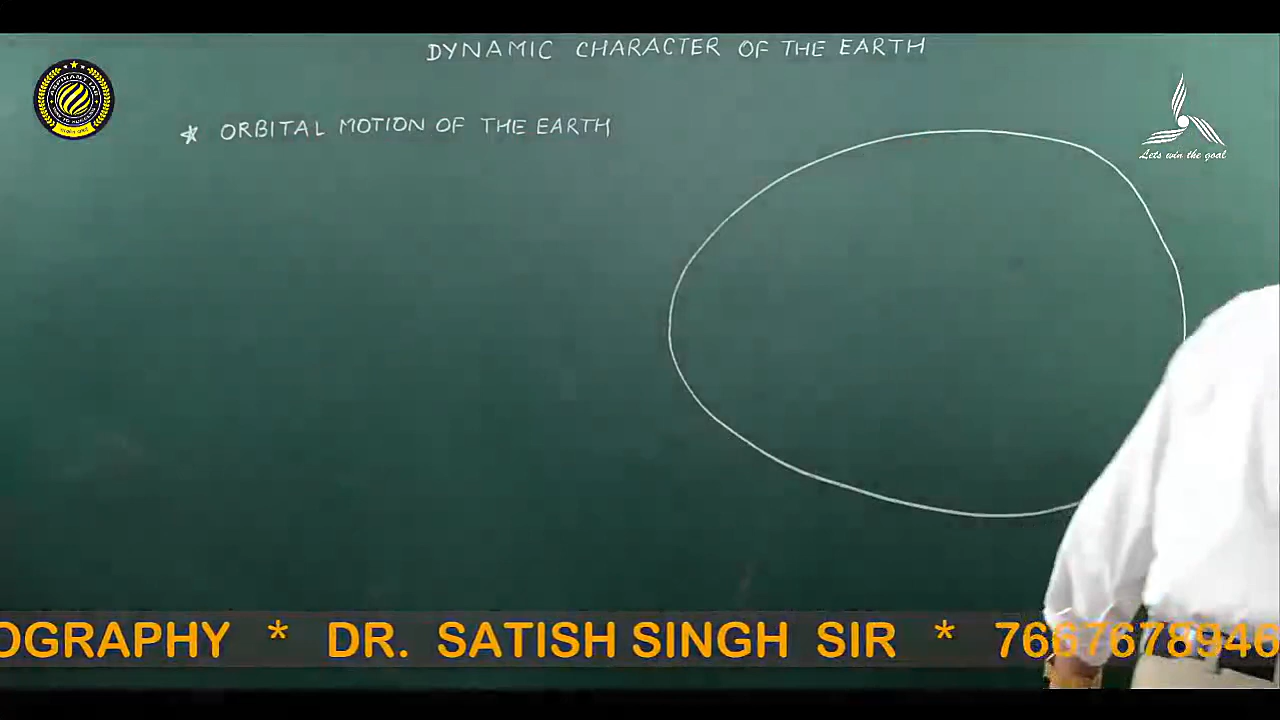 DYNAMIC CHARACTER OF THE EARTH
* ORBITAL MOTION OF THE EARTH
Lets win the goal
OGRAPHY * DR. SATISH SINGH SIR * 7667678946